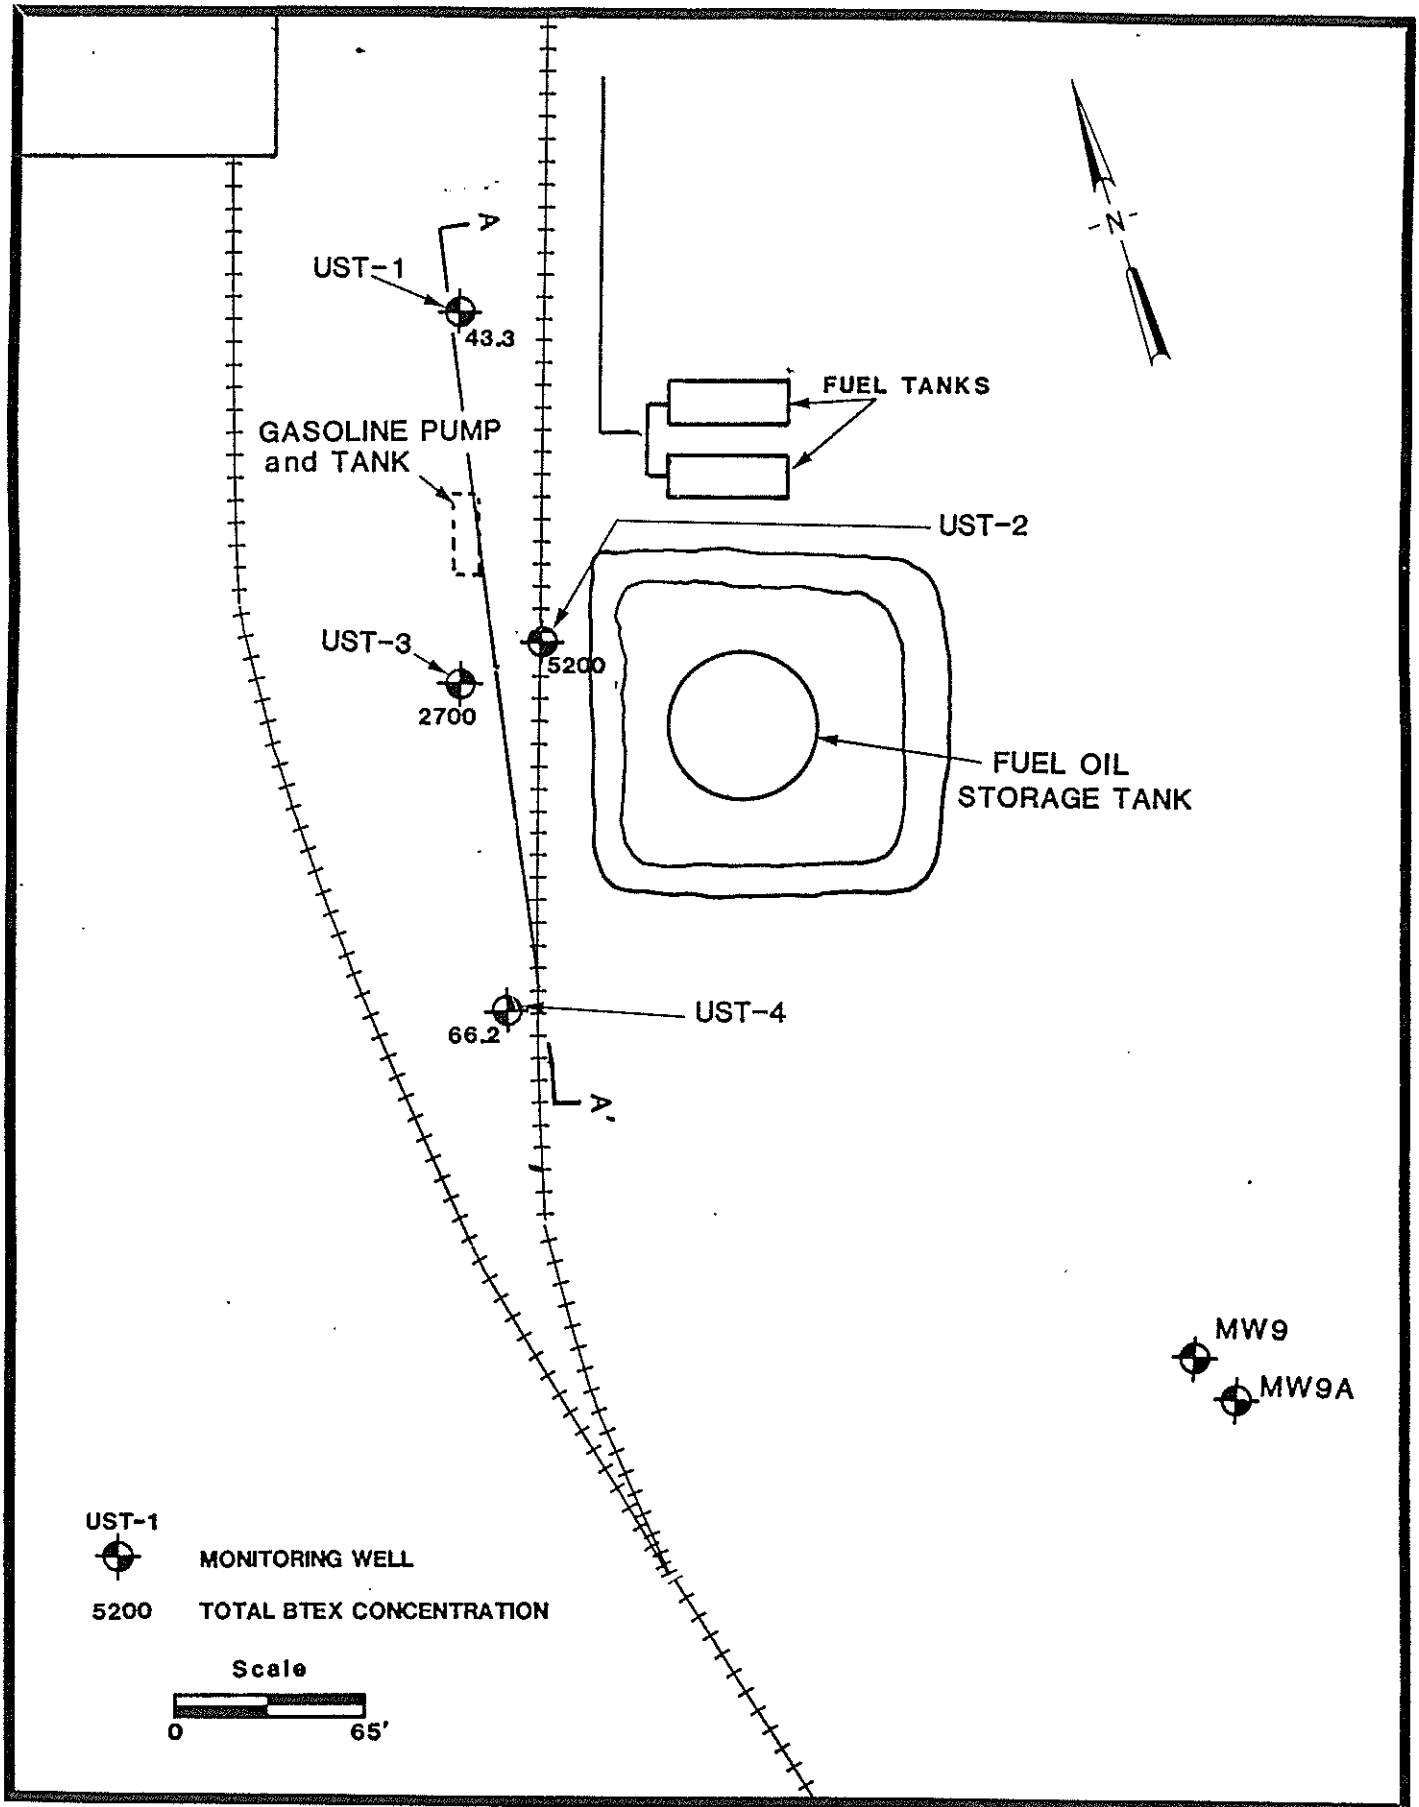 A
UST-1
43.3
FUEL TANKS
GASOLINE PUMP
and TANK
N
UST-2
UST-3
5200
2700
FUEL OIL
STORAGE TANK
UST-4
66.2
A'
MW9
MW9A
UST-1
MONITORING WELL
5200 TOTAL BTEX CONCENTRATION
Scale
0 65'